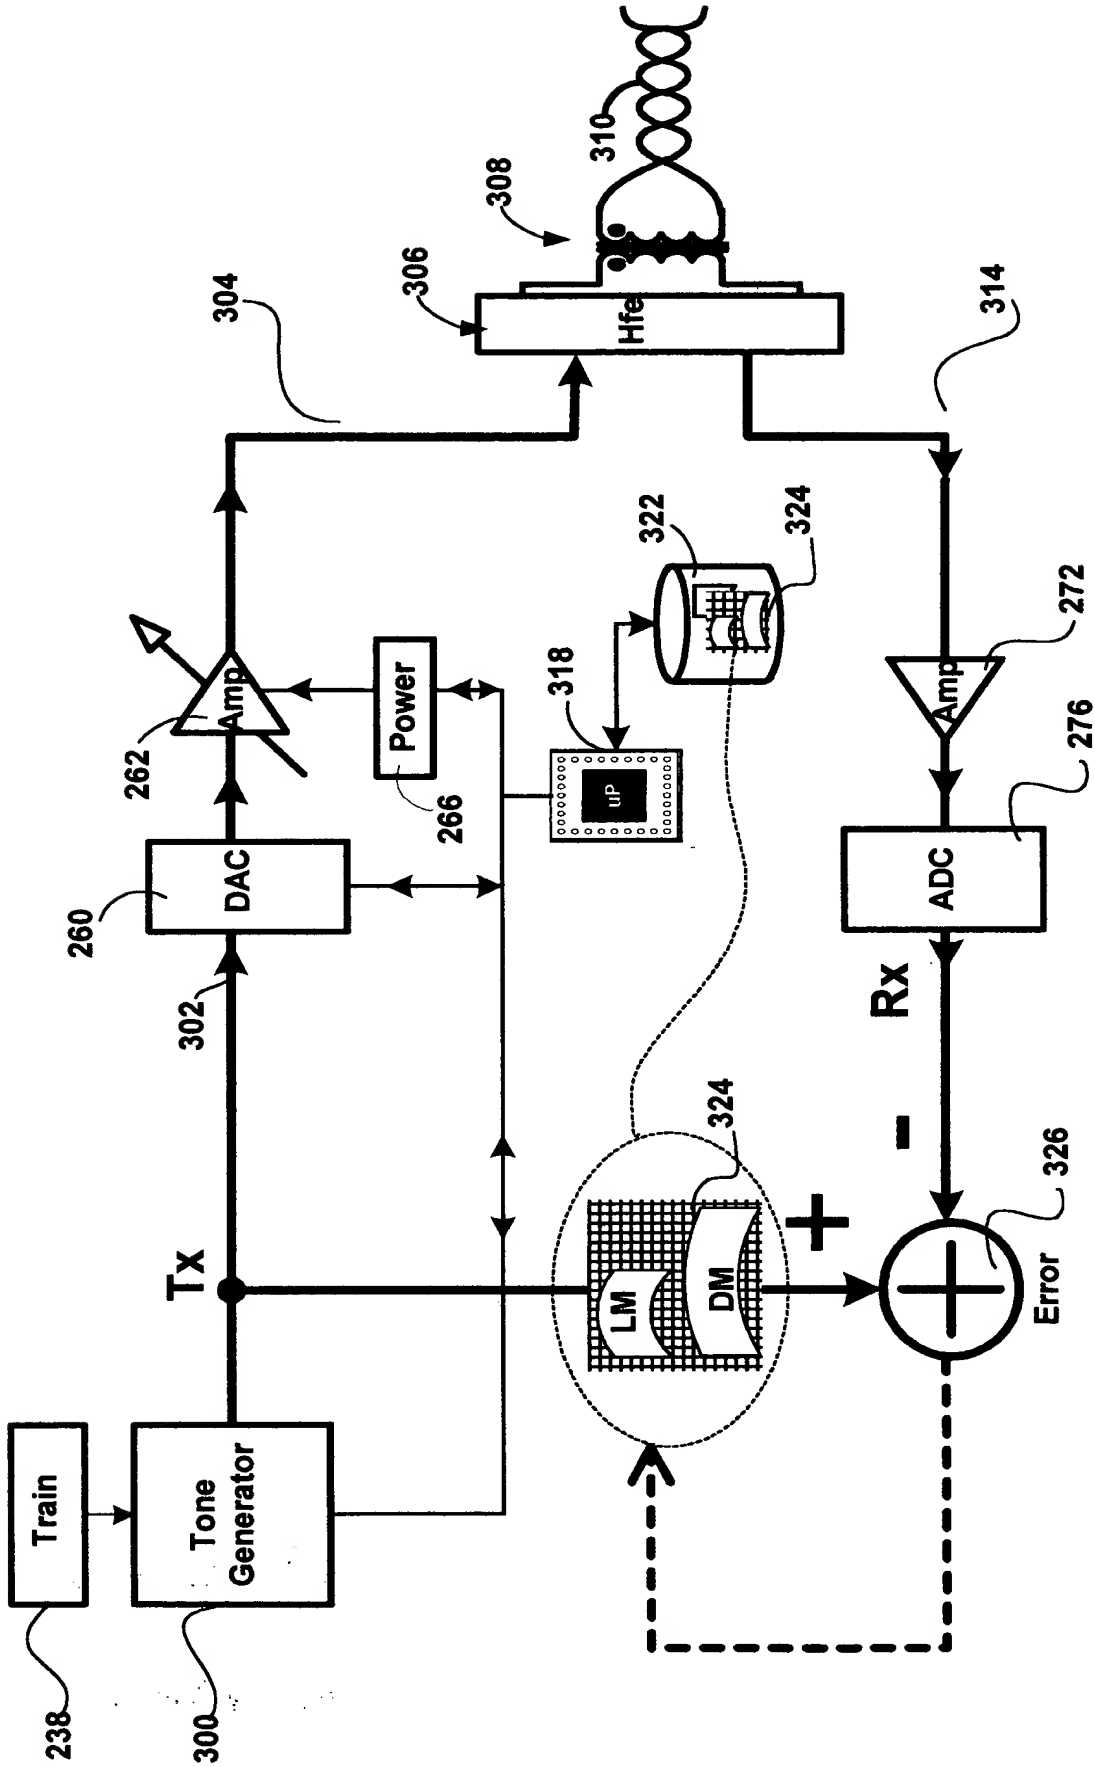 238
Train
300
Tone
Generator
Tx
302
260
DAC
262
Amp
266
Power
304
306
Hfe
308
310
314
318
uP
322
324
LM
DM
324
+
-
Rx
326
Error
ADC
276
Amp
272